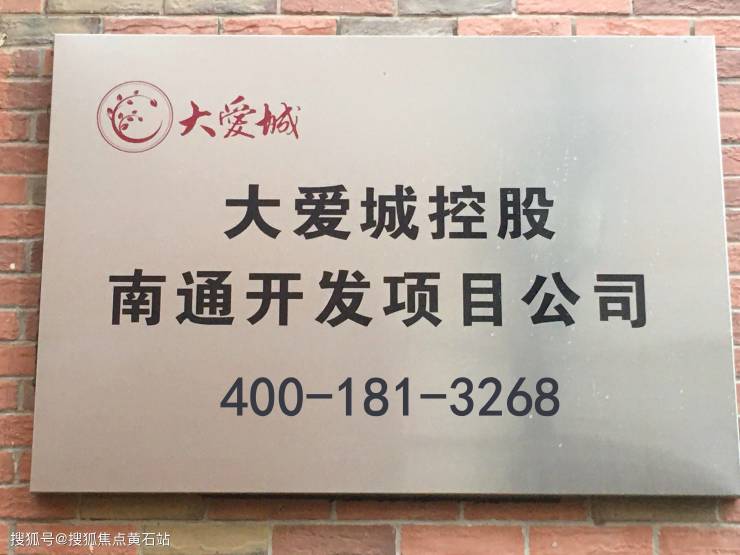 大愛城
大爱城控股
南通开发项目公司
400-181-3268
搜狐号@搜狐焦点黄石站